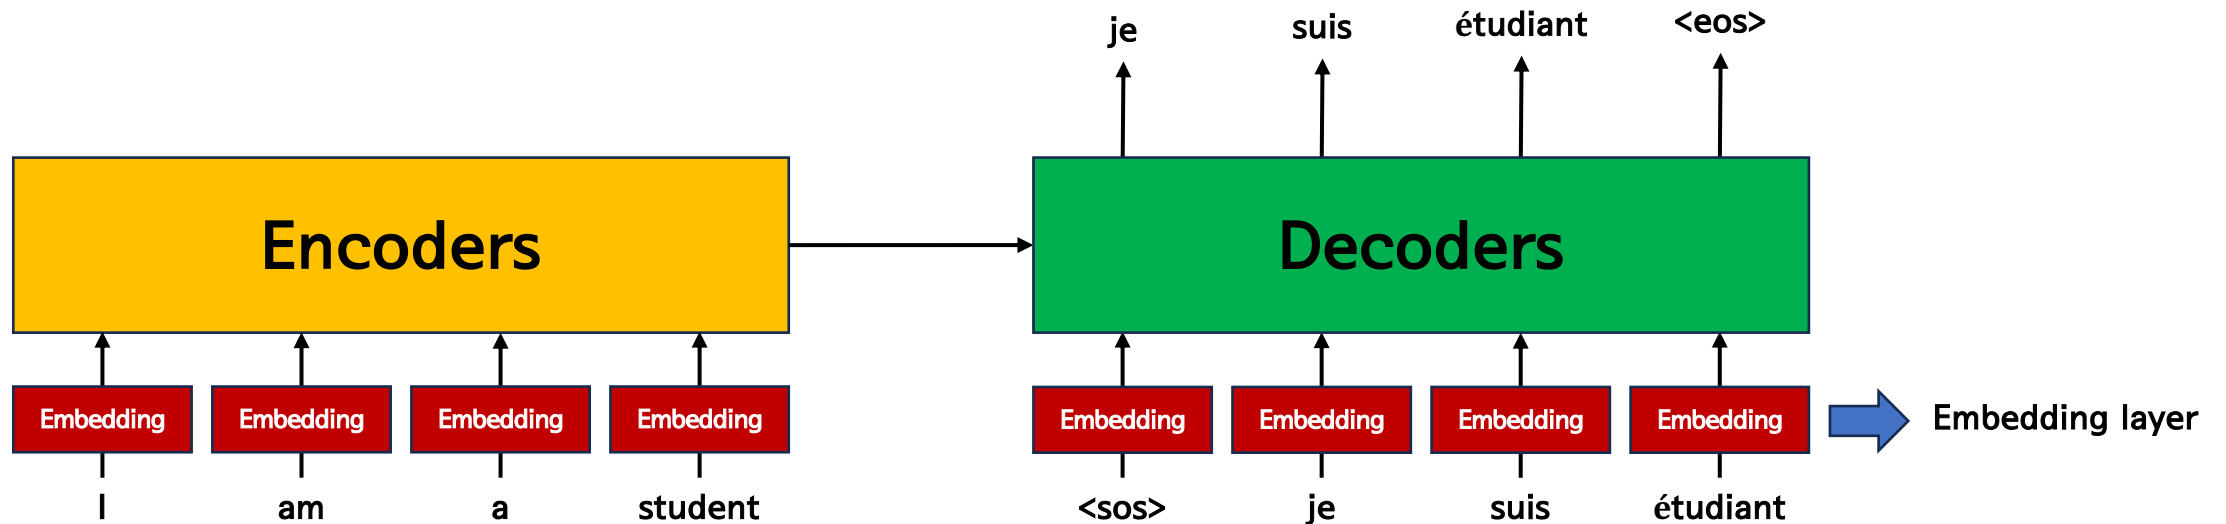 je suis étudiant <eos>
Encoders
Decoders
Embedding Embedding Embedding Embedding
Embedding Embedding Embedding Embedding
Embedding layer
I am a student
<sos> je suis étudiant